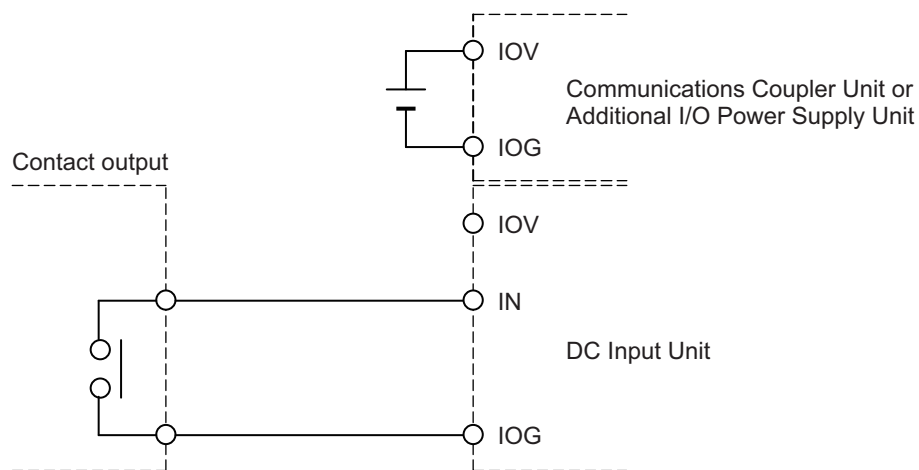 IOV
Communications Coupler Unit or
Additional I/O Power Supply Unit
IOG
Contact output
IOV
IN
DC Input Unit
IOG